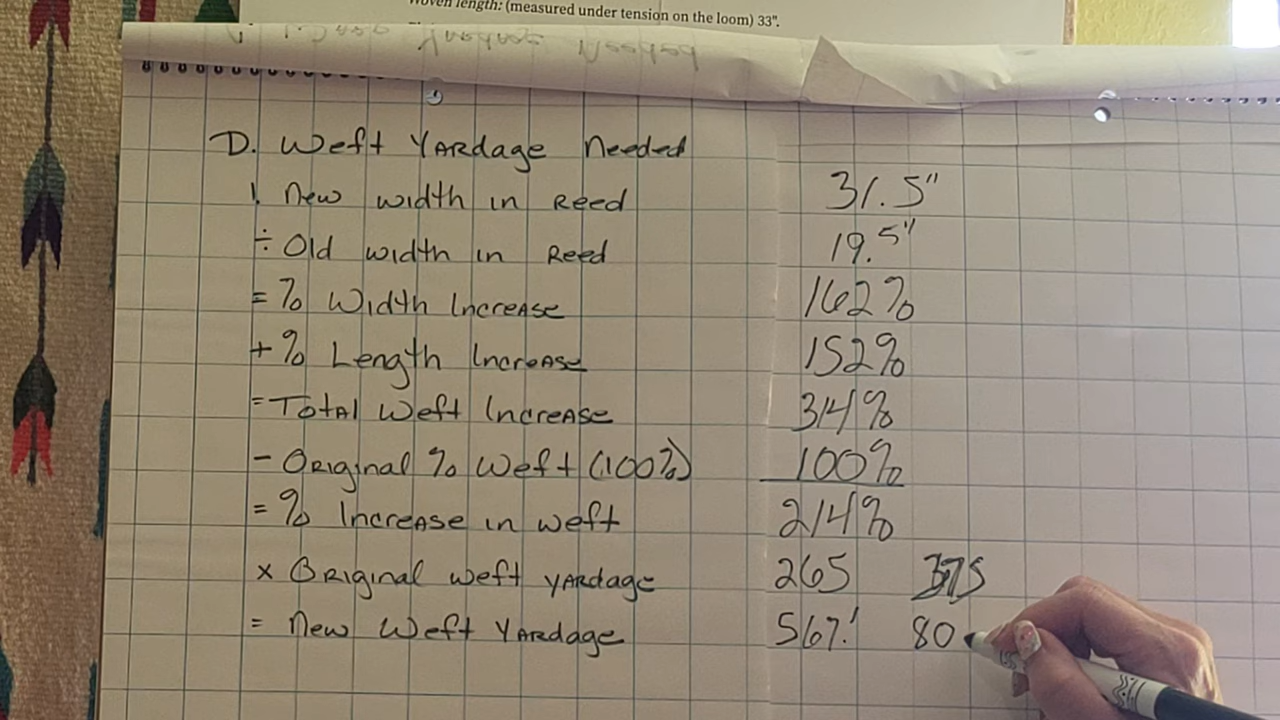 Woven length: (measured under tension on the loom) 33".
Yardage Needed
D. Weft YARdage Needed
1 New width in Reed 31.5"
÷ Old width in Reed 19.5"
= % Width Increase 162%
+ % Length Increase 152%
= Total Weft Increase 314%
- Original % Weft (100%) 100%
= % Increase in weft 214%
x Original weft YARdage 265 375
= New Weft YARdage 567.' 80